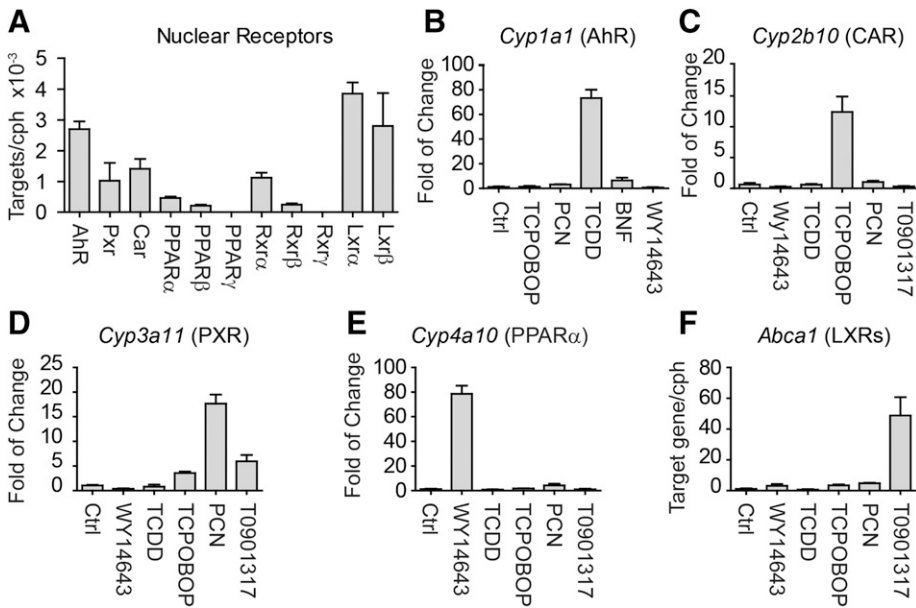 A
Nuclear Receptors
Targets/cph x10-3
5
4
3
2
1
0
AhR
Pxr
Car
PPARα
PPARβ
PPARγ
Rxrα
Rxrβ
Rxrγ
Lxrα
Lxrβ
B
Cyp1a1 (AhR)
Fold of Change
100
80
60
40
20
0
Ctrl
TCPOBOP
PCN
TCDD
BNF
WY14643
C
Cyp2b10 (CAR)
Fold of Change
20
15
10
5
0
Ctrl
Wy14643
TCDD
TCPOBOP
PCN
T0901317
D
Cyp3a11 (PXR)
Fold of Change
25
20
15
10
5
0
Ctrl
WY14643
TCDD
TCPOBOP
PCN
T0901317
E
Cyp4a10 (PPARα)
Fold of Change
100
80
60
40
20
0
Ctrl
WY14643
TCDD
TCPOBOP
PCN
T0901317
F
Abca1 (LXRs)
Target gene/cph
80
60
40
20
0
Ctrl
WY14643
TCDD
TCPOBOP
PCN
T0901317